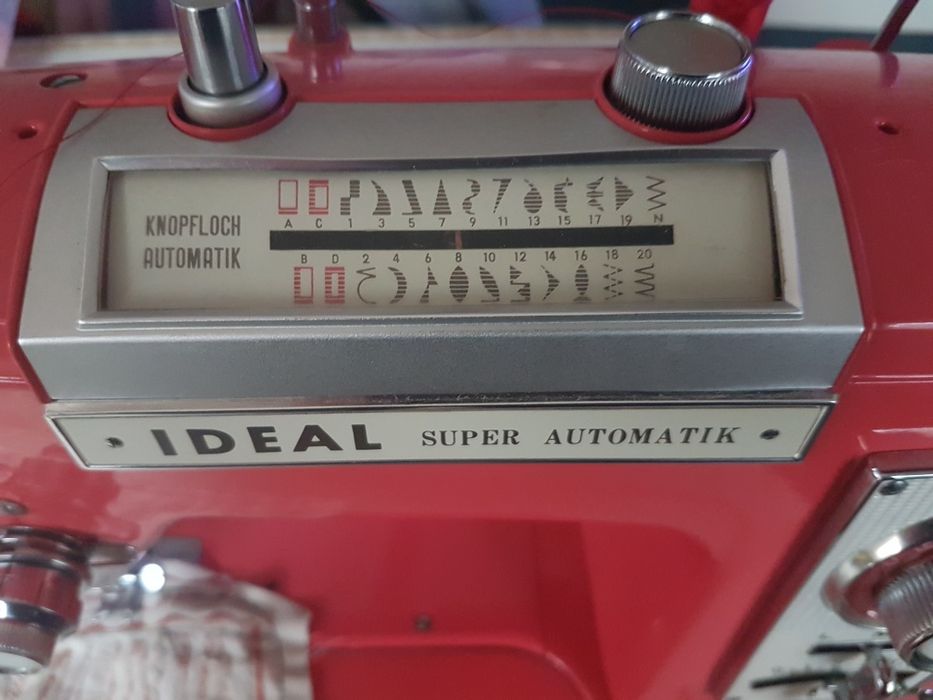 KNOPFLOCH
AUTOMATIK
A C 1 3 5 7 9 11 13 15 17 19 N
B D 2 4 6 8 10 12 14 16 18 20
IDEAL SUPER AUTOMATIK